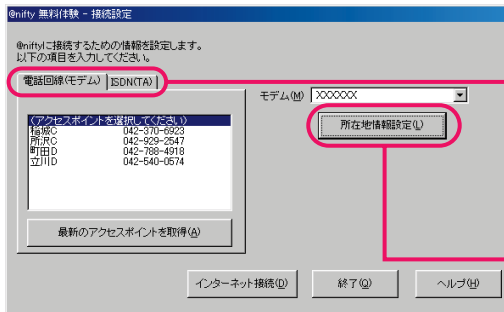 @nifty 無料体験 - 接続設定
@niftyに接続するための情報を設定します。
以下の項目を入力してください。
電話回線(モデム) ISDN(TA)
モデム(M) XXXXXX
所在地情報設定(L)
(アクセスポイントを選択してください)
稲城C 042-370-6923
所沢C 042-929-2547
町田D 042-788-4918
立川D 042-540-0574
最新のアクセスポイントを取得(A)
インターネット接続(D) 終了(Q) ヘルプ(H)